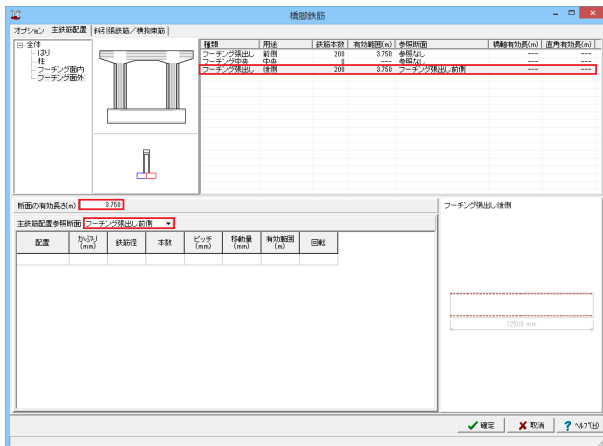 橋脚鉄筋
オプション 主鉄筋配置 斜引張鉄筋／横拘束筋
全体
はり
柱
フーチング面内
フーチング面外
種類 用途 鉄筋本数 有効範囲(m) 参照断面 橋軸有効長(m) 直角有効長(m)
フーチング張出し 前側 200 3.750 参照なし --- ---
フーチング中央 中央 0 --- 参照なし --- ---
フーチング張出し 後側 200 3.750 フーチング張出し前側 --- ---
断面の有効長さ(m) 3.750
フーチング張出し後側
主鉄筋配置参照断面 フーチング張出し前側
配置 かぶり(mm) 鉄筋径 本数 ピッチ(mm) 移動量(mm) 有効範囲(m) 回転
12500 mm
確定 取消 ? ヘルプ(H)